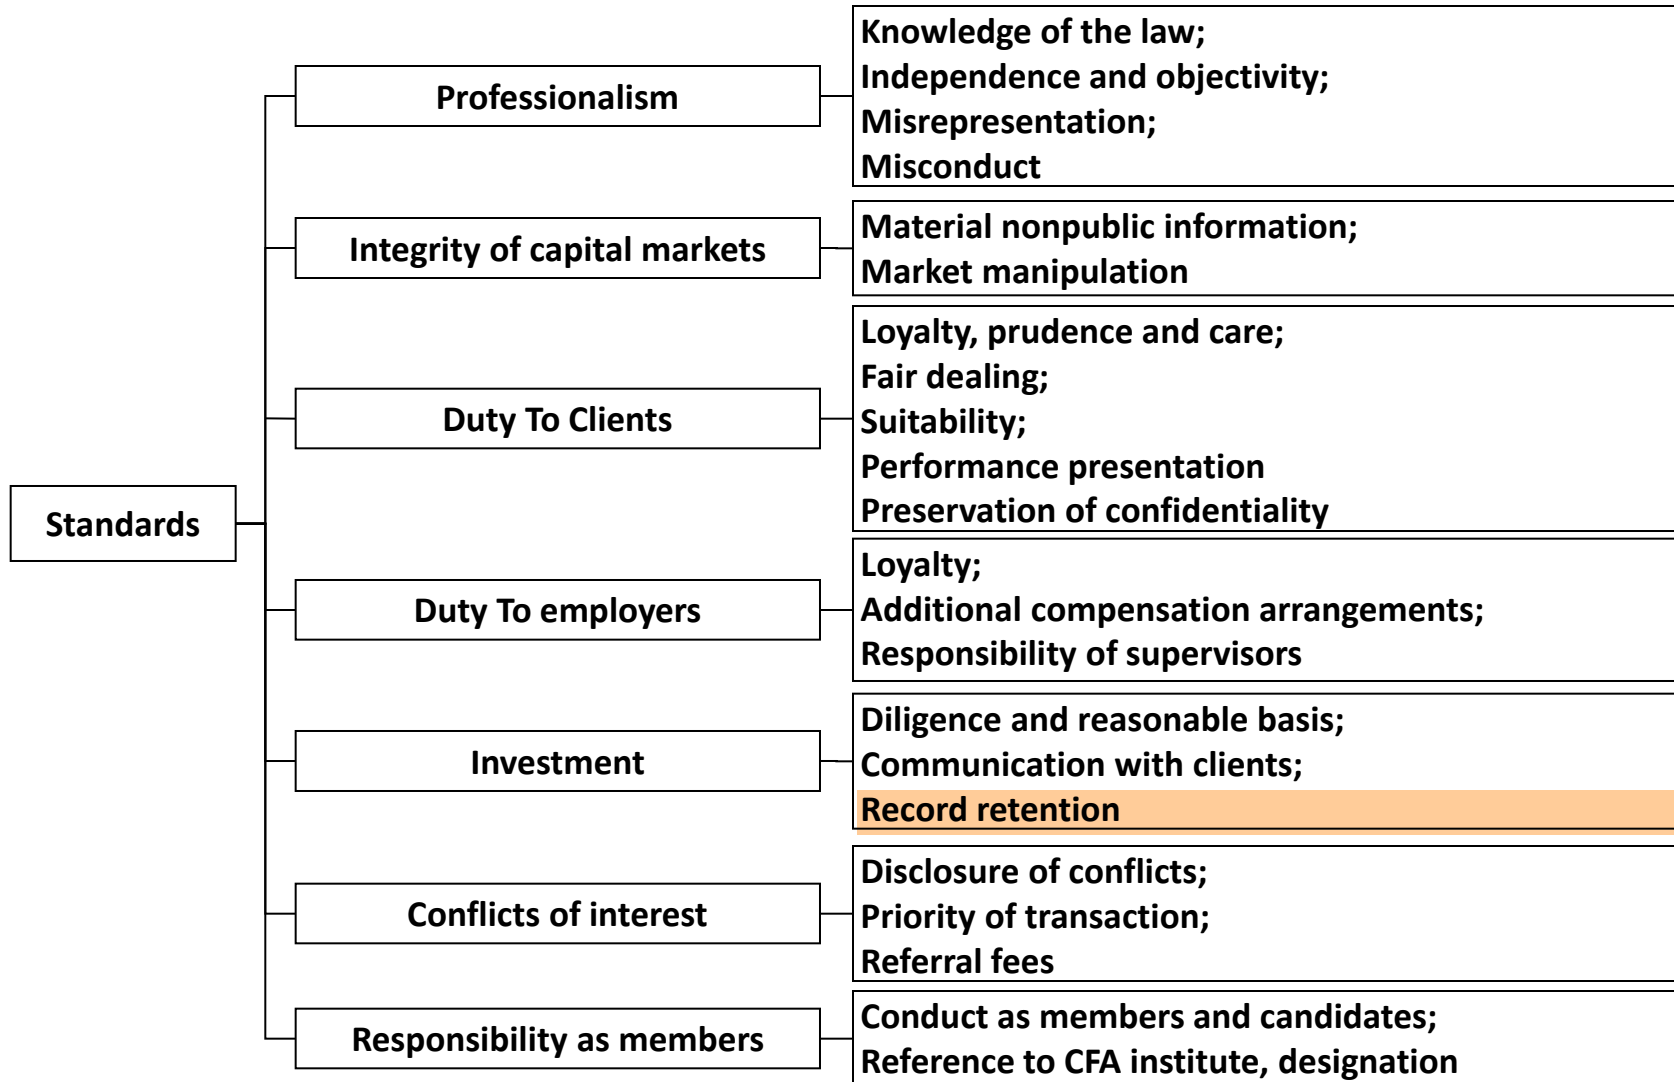 Standards
Professionalism
Knowledge of the law;
Independence and objectivity;
Misrepresentation;
Misconduct
Integrity of capital markets
Material nonpublic information;
Market manipulation
Duty To Clients
Loyalty, prudence and care;
Fair dealing;
Suitability;
Performance presentation
Preservation of confidentiality
Duty To employers
Loyalty;
Additional compensation arrangements;
Responsibility of supervisors
Investment
Diligence and reasonable basis;
Communication with clients;
Record retention
Conflicts of interest
Disclosure of conflicts;
Priority of transaction;
Referral fees
Responsibility as members
Conduct as members and candidates;
Reference to CFA institute, designation